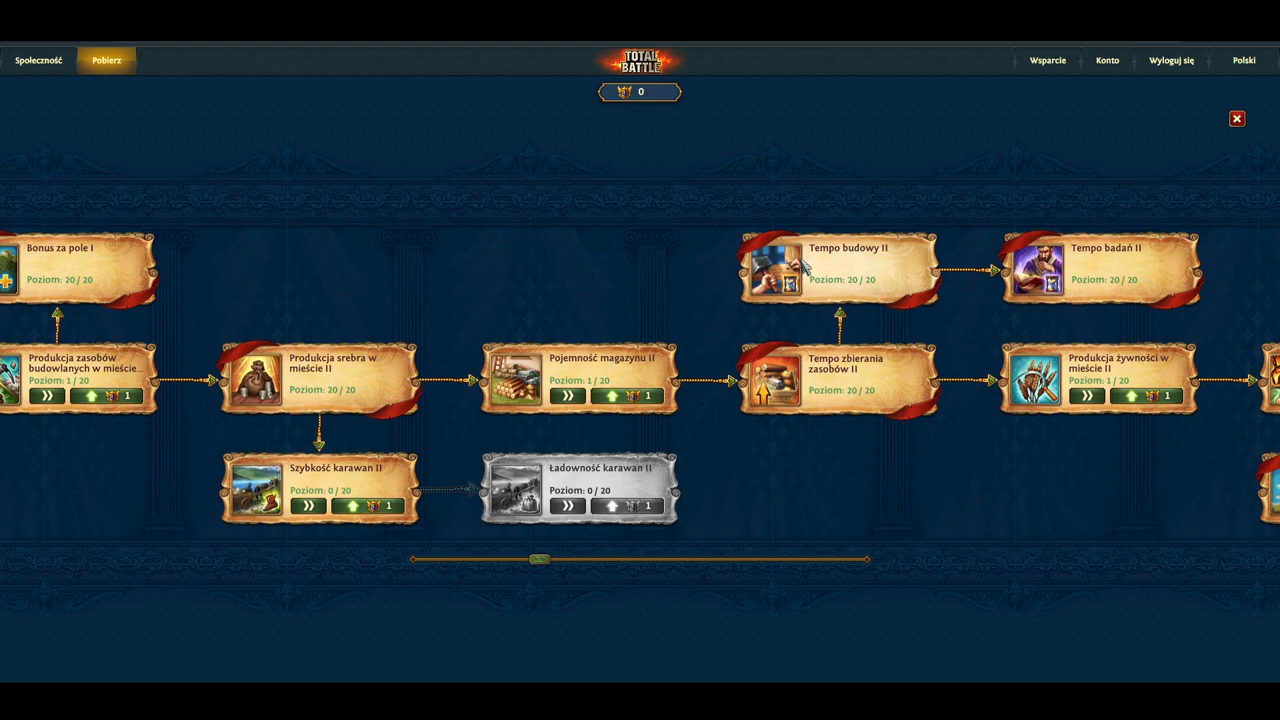 Społeczność
Pobierz
TOTAL
BATTLE
Wsparcie
Konto
Wyloguj się
Polski
0
Bonus za pole I
Poziom: 20 / 20
Tempo budowy II
Poziom: 20 / 20
Tempo badań II
Poziom: 20 / 20
Produkcja zasobów
budowlanych w mieście...
Poziom: 1 / 20
1
Produkcja srebra w
mieście II
Poziom: 20 / 20
Pojemność magazynu II
Poziom: 1 / 20
1
Tempo zbierania
zasobów II
Poziom: 20 / 20
Produkcja żywności w
mieście II
Poziom: 1 / 20
1
Szybkość karawan II
Poziom: 0 / 20
1
Ładowność karawan II
Poziom: 0 / 20
1